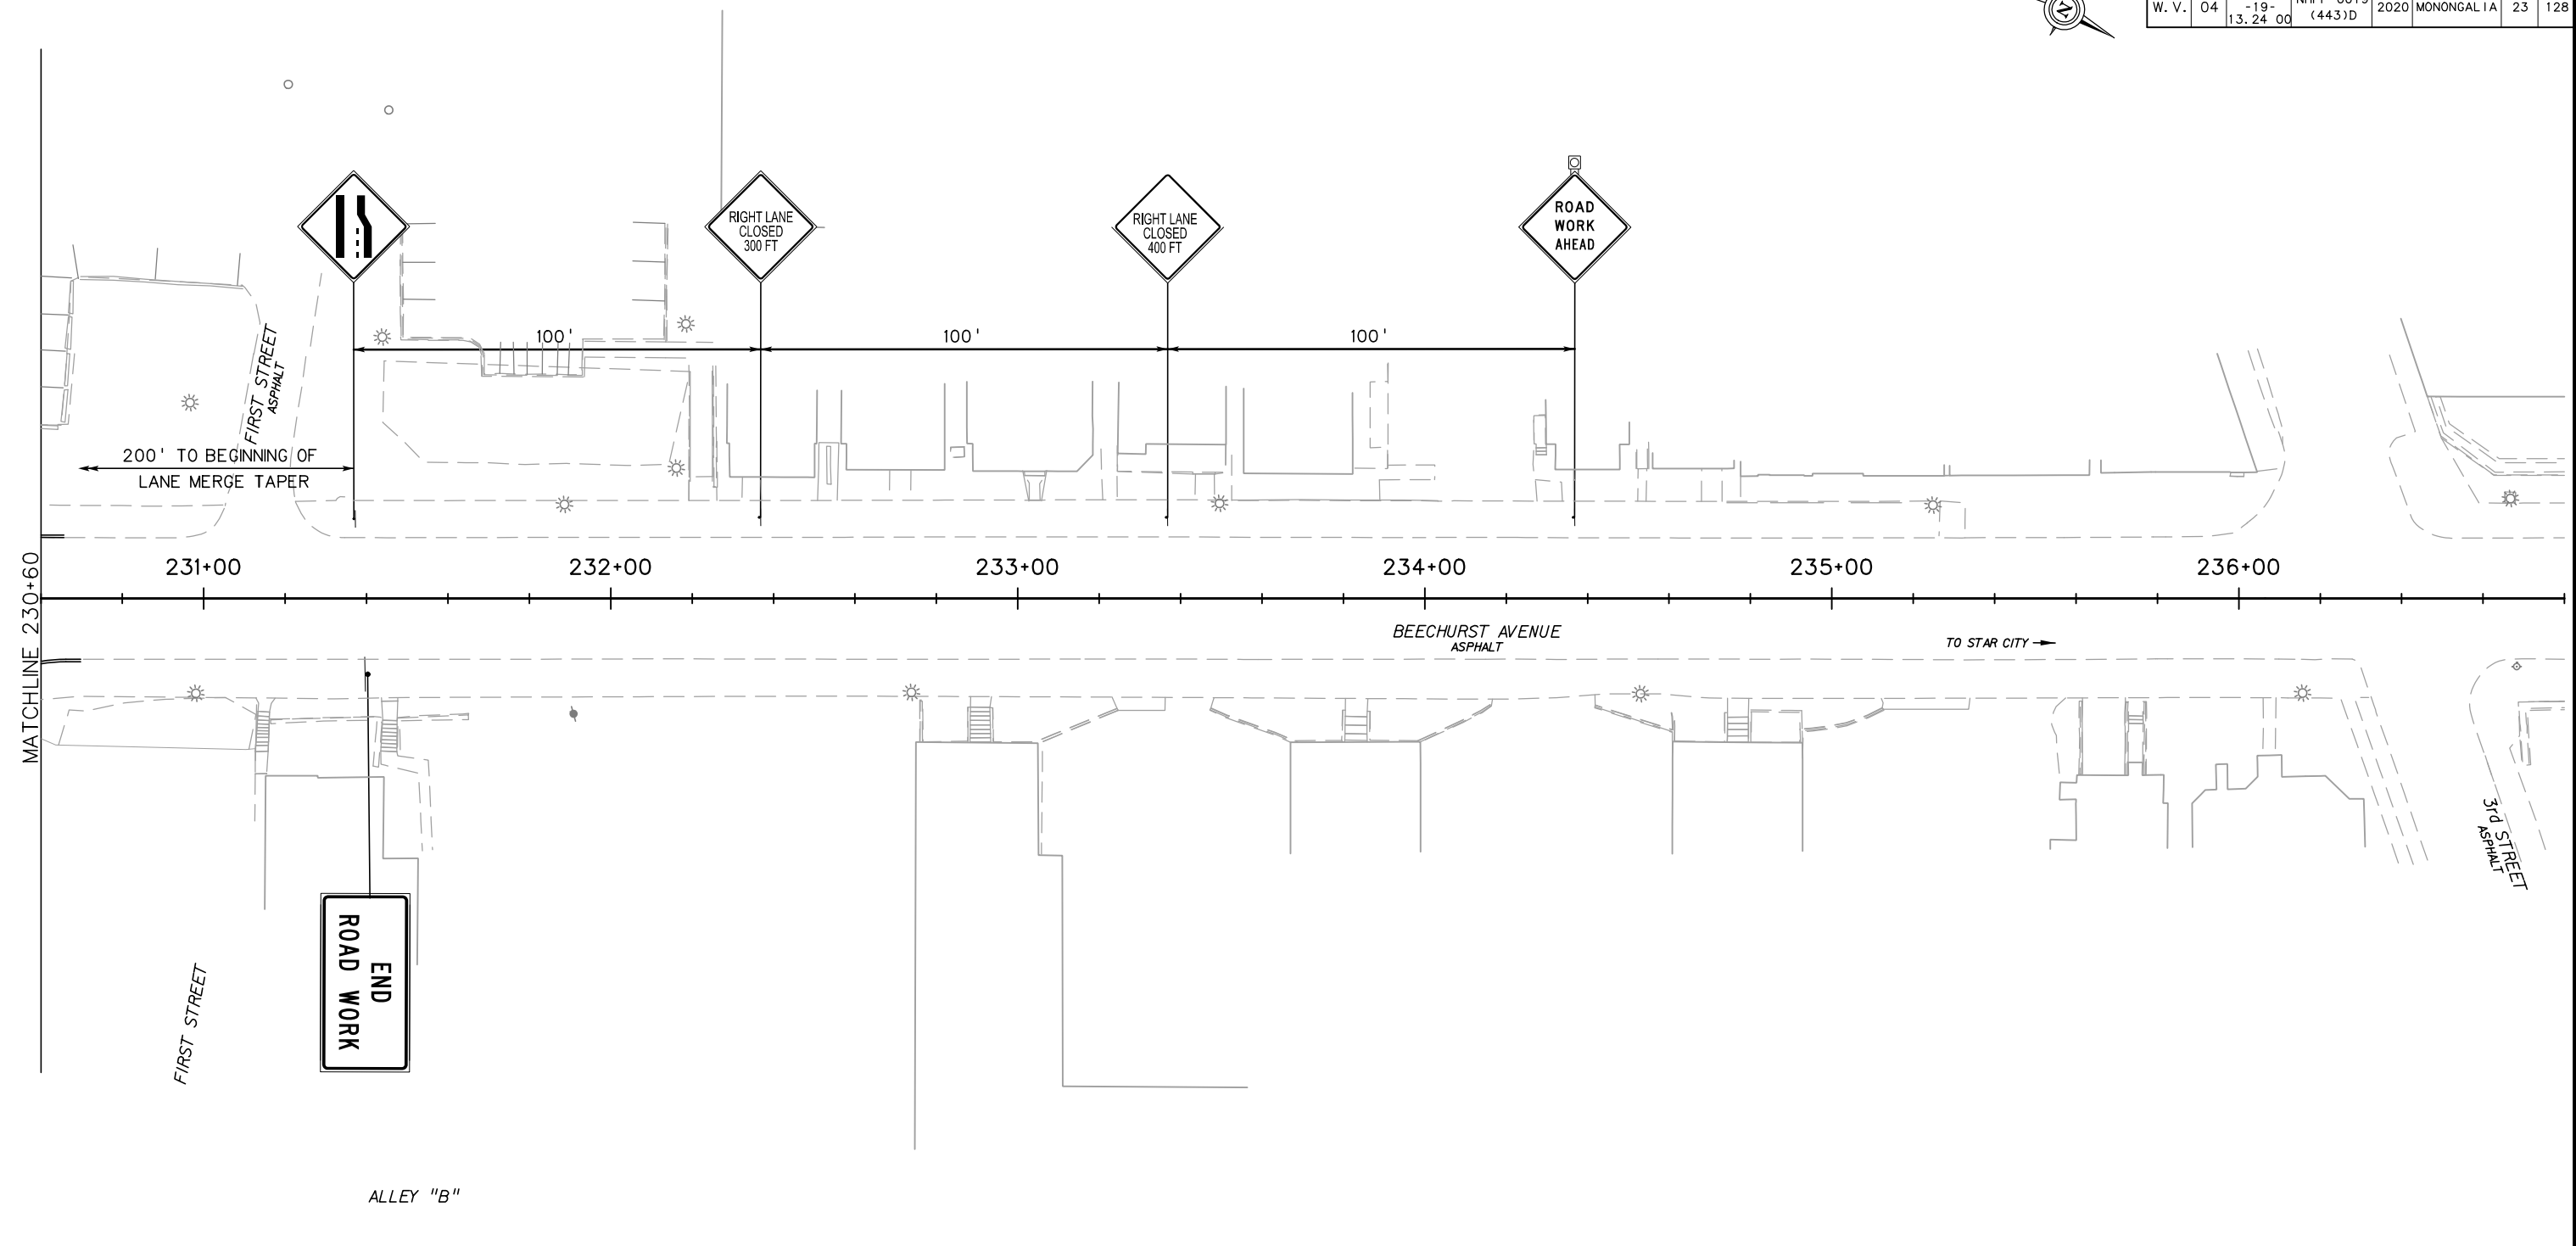 W.V. 04 -19- 13.24 00 (443)D 2020 MONONGALIA 23 128
N
RIGHT LANE
CLOSED
300 FT
RIGHT LANE
CLOSED
400 FT
ROAD
WORK
AHEAD
100'
100'
100'
FIRST STREET
ASPHALT
200' TO BEGINNING OF
LANE MERGE TAPER
MATCHLINE 230+60
231+00
232+00
233+00
234+00
235+00
236+00
BEECHURST AVENUE
ASPHALT
TO STAR CITY
3rd STREET
ASPHALT
END
ROAD WORK
FIRST STREET
ALLEY "B"